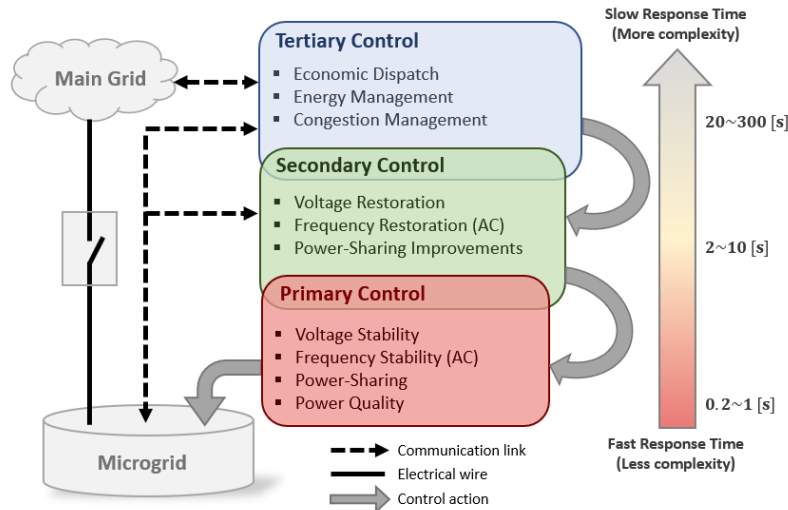 Slow Response Time
(More complexity)
Tertiary Control
▪ Economic Dispatch
▪ Energy Management
▪ Congestion Management
Main Grid
20~300 [s]
Secondary Control
▪ Voltage Restoration
▪ Frequency Restoration (AC)
▪ Power-Sharing Improvements
2~10 [s]
Primary Control
▪ Voltage Stability
▪ Frequency Stability (AC)
▪ Power-Sharing
▪ Power Quality
0.2~1 [s]
Fast Response Time
(Less complexity)
Microgrid
Communication link
Electrical wire
Control action